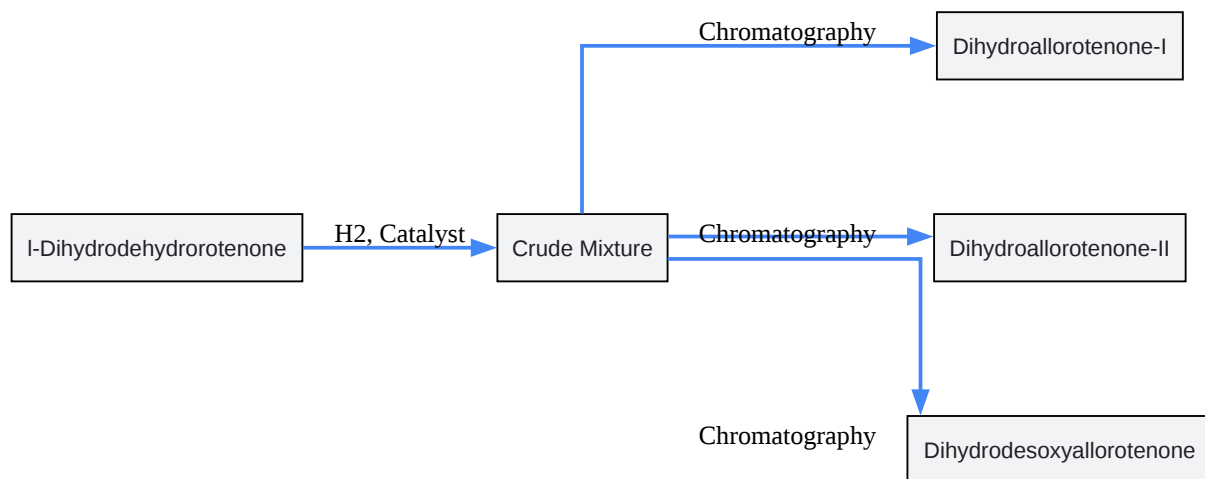 Chromatography
Dihydroallorotenone-I
l-Dihydrodehydrorotenone
H2, Catalyst
Crude Mixture
Chromatography
Dihydroallorotenone-II
Chromatography
Dihydrodesoxyallorotenone